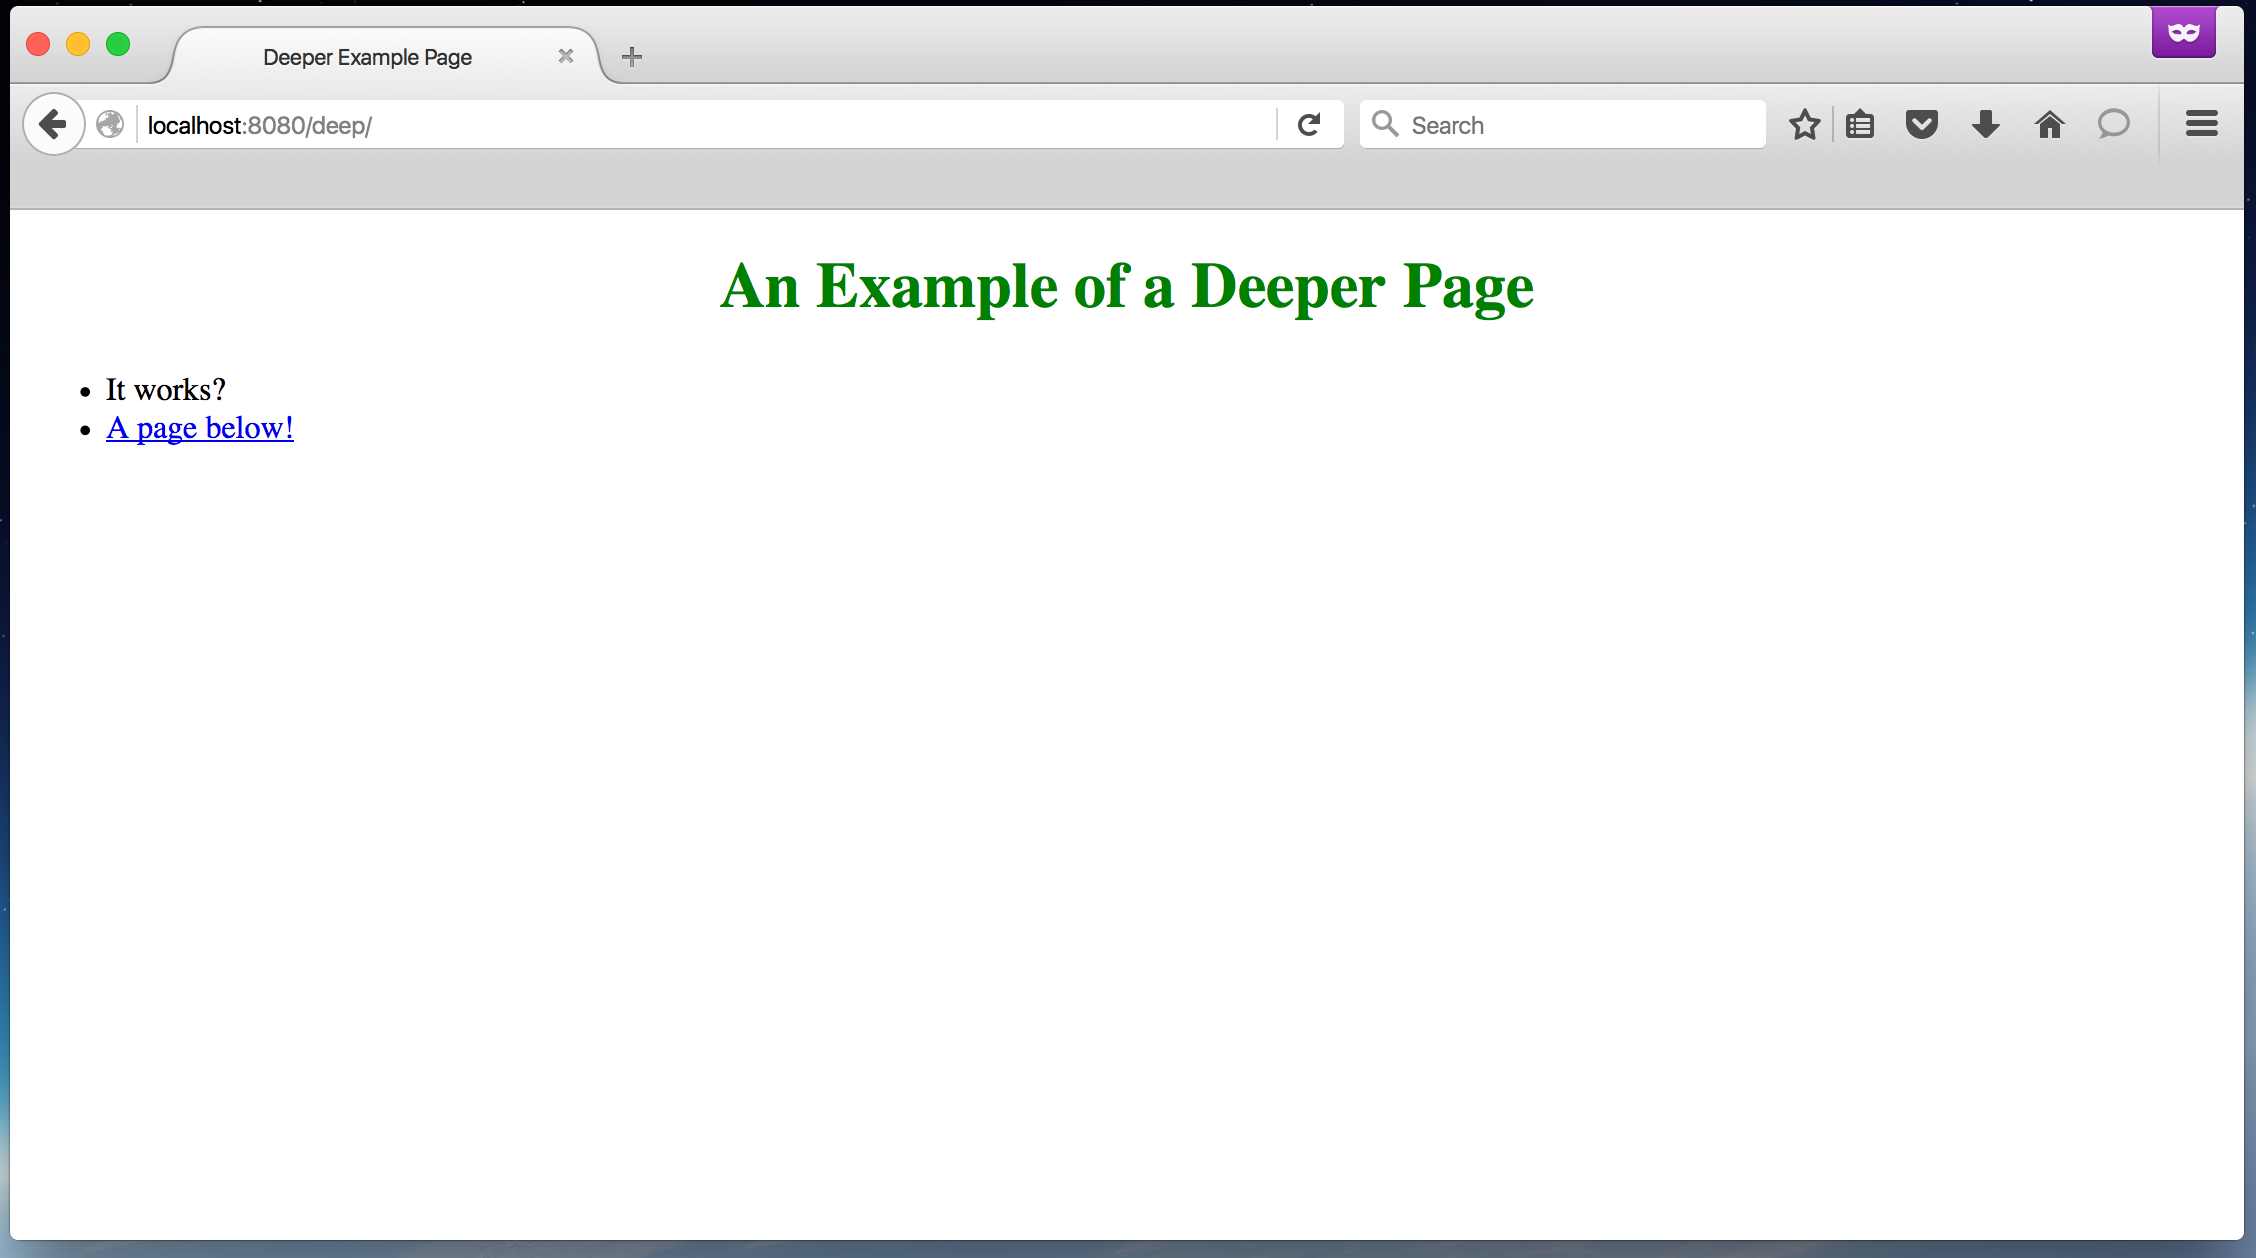 Deeper Example Page
localhost:8080/deep/
Search
An Example of a Deeper Page
It works?
A page below!